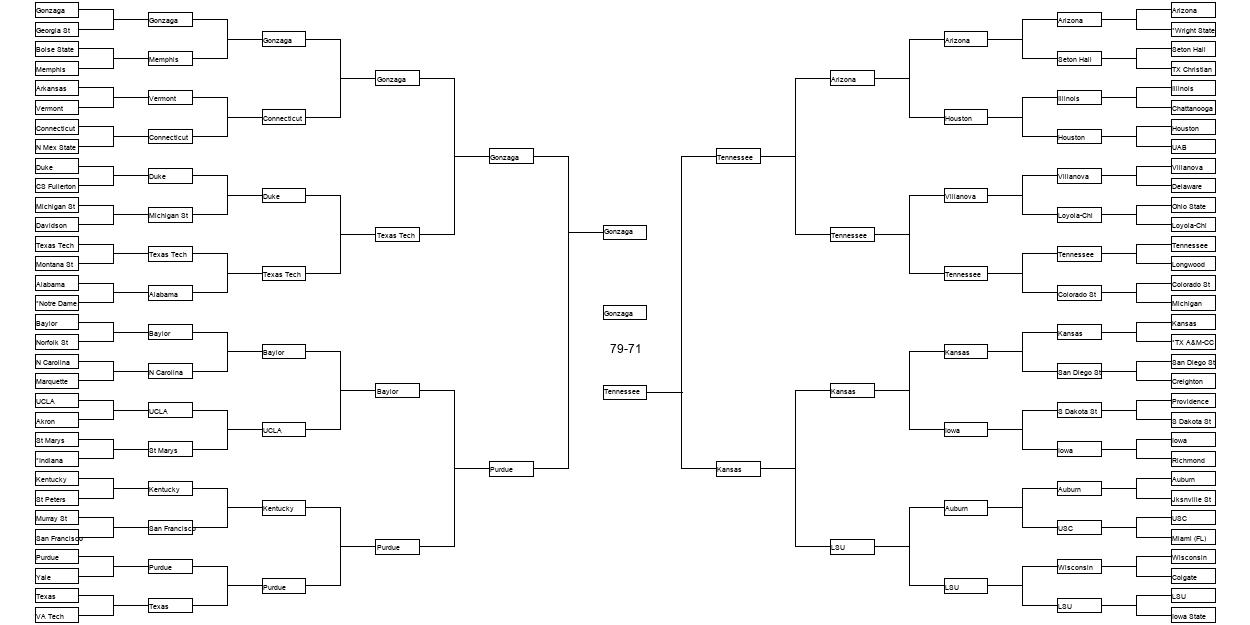 Gonzaga
Georgia St
Boise State
Memphis
Arkansas
Vermont
Connecticut
N Mex State
Duke
CS Fullerton
Michigan St
Davidson
Texas Tech
Montana St
Alabama
*Notre Dame
Baylor
Norfolk St
N Carolina
Marquette
UCLA
Akron
St Marys
*Indiana
Kentucky
St Peters
Murray St
San Francisco
Purdue
Yale
Texas
VA Tech
Gonzaga
Memphis
Vermont
Connecticut
Duke
Michigan St
Texas Tech
Alabama
Baylor
N Carolina
UCLA
St Marys
Kentucky
San Francisco
Purdue
Texas
Gonzaga
Connecticut
Duke
Texas Tech
Baylor
UCLA
Kentucky
Purdue
Gonzaga
Texas Tech
Baylor
Purdue
Gonzaga
Purdue
Gonzaga
Gonzaga
79-71
Tennessee
Tennessee
Kansas
Arizona
Tennessee
Kansas
LSU
Arizona
Houston
Villanova
Tennessee
Kansas
Iowa
Auburn
LSU
Arizona
Seton Hall
Illinois
Houston
Villanova
Loyola-Chi
Tennessee
Colorado St
Kansas
San Diego St
S Dakota St
Iowa
Auburn
USC
Wisconsin
LSU
Arizona
*Wright State
Seton Hall
TX Christian
Illinois
Chattanooga
Houston
UAB
Villanova
Delaware
Ohio State
Loyola-Chi
Tennessee
Longwood
Colorado St
Michigan
Kansas
*TX A&M-CC
San Diego St
Creighton
Providence
S Dakota St
Iowa
Richmond
Auburn
Jksnville St
USC
Miami (FL)
Wisconsin
Colgate
LSU
Iowa State